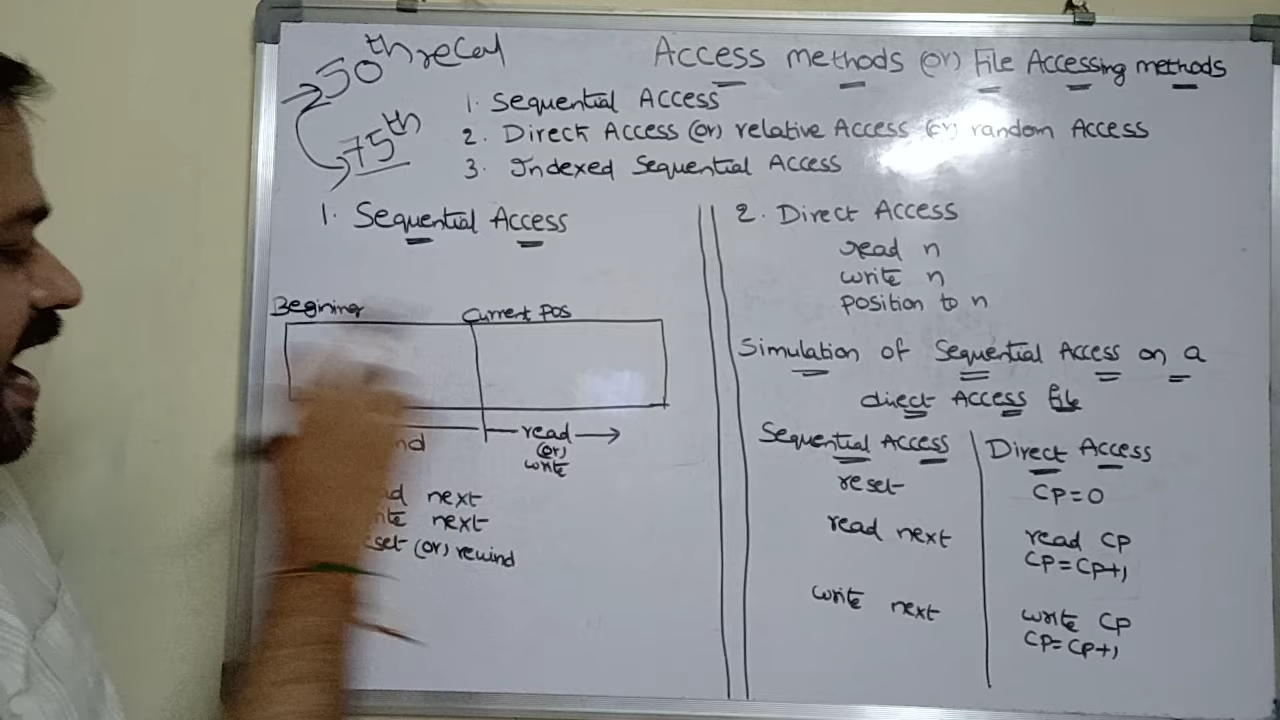 50th
75th
Access methods (or) File Accessing methods
1. Sequential Access
2. Direct Access (or) relative Access (or) random Access
3. Indexed Sequential Access
1. Sequential Access
Begining
Current pos
read
(or)
write
next
next
(or) rewind
2. Direct Access
read n
write n
position to n
Simulation of Sequential Access on a
direct Access file
Sequential Access
Direct Access
reset
CP=0
read next
read CP
CP=CP+1
write next
write CP
CP=CP+1